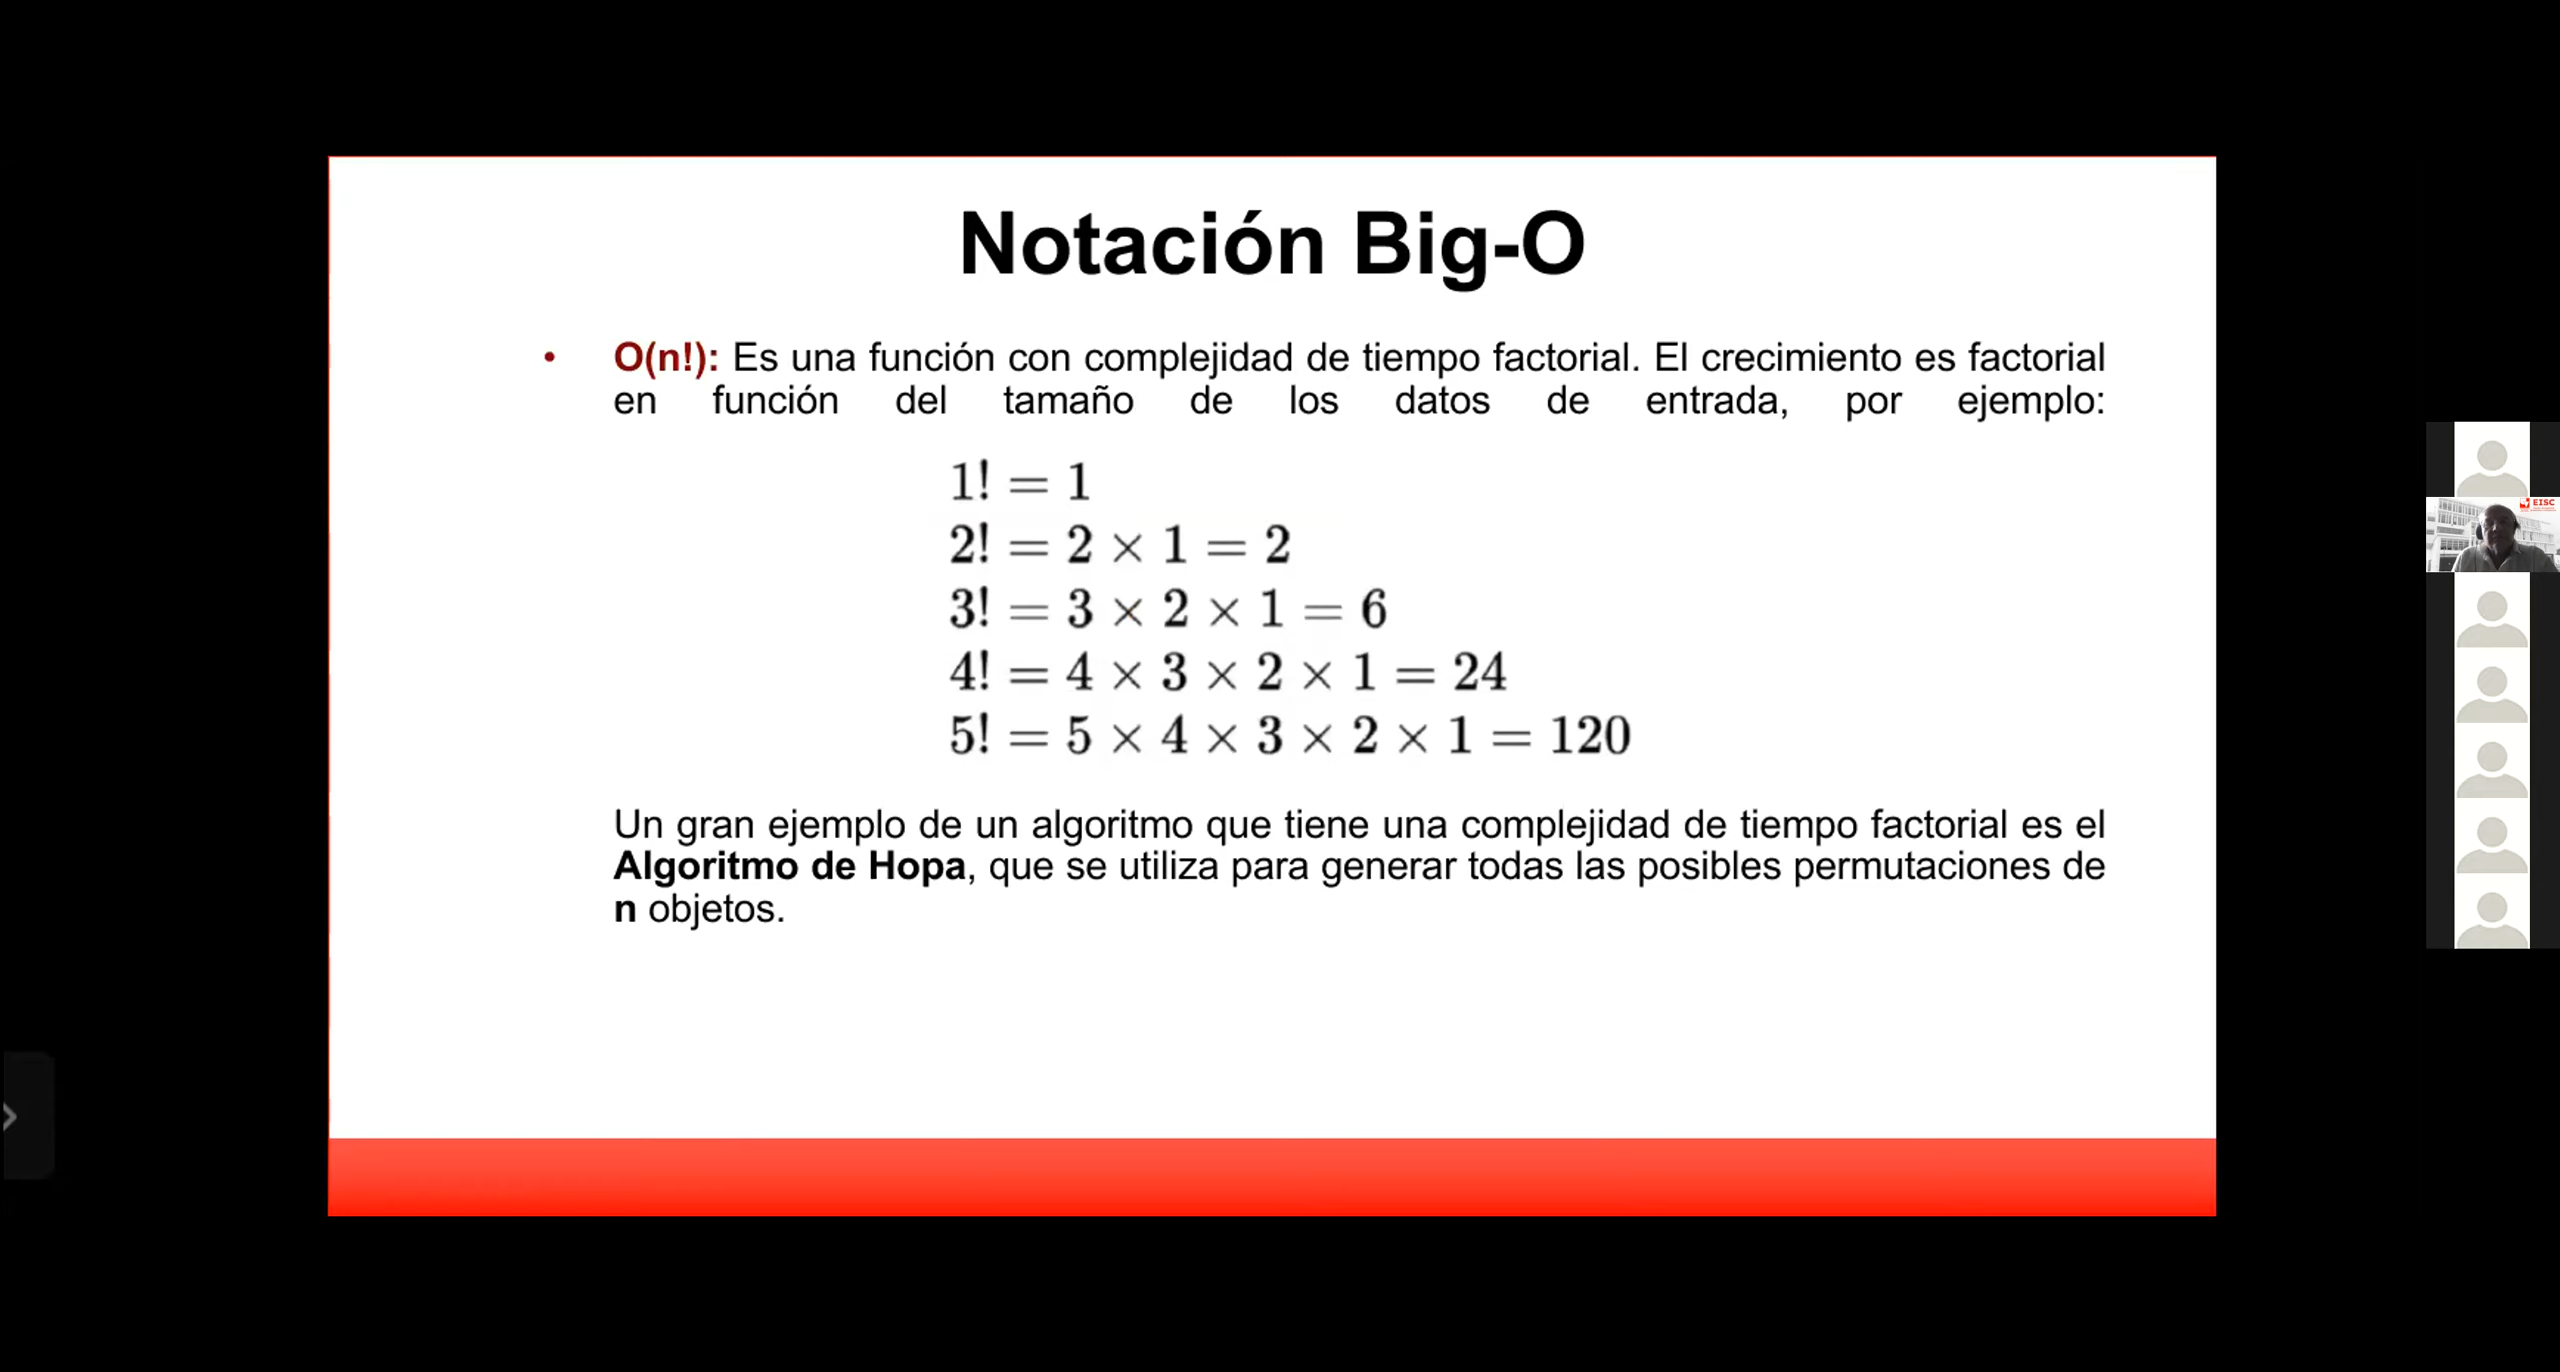 Notación Big-O
• O(n!): Es una función con complejidad de tiempo factorial. El crecimiento es factorial
en función del tamaño de los datos de entrada, por ejemplo:
1! = 1
2! = 2 × 1 = 2
3! = 3 × 2 × 1 = 6
4! = 4 × 3 × 2 × 1 = 24
5! = 5 × 4 × 3 × 2 × 1 = 120
Un gran ejemplo de un algoritmo que tiene una complejidad de tiempo factorial es el
Algoritmo de Hopa, que se utiliza para generar todas las posibles permutaciones de
n objetos.
EISC